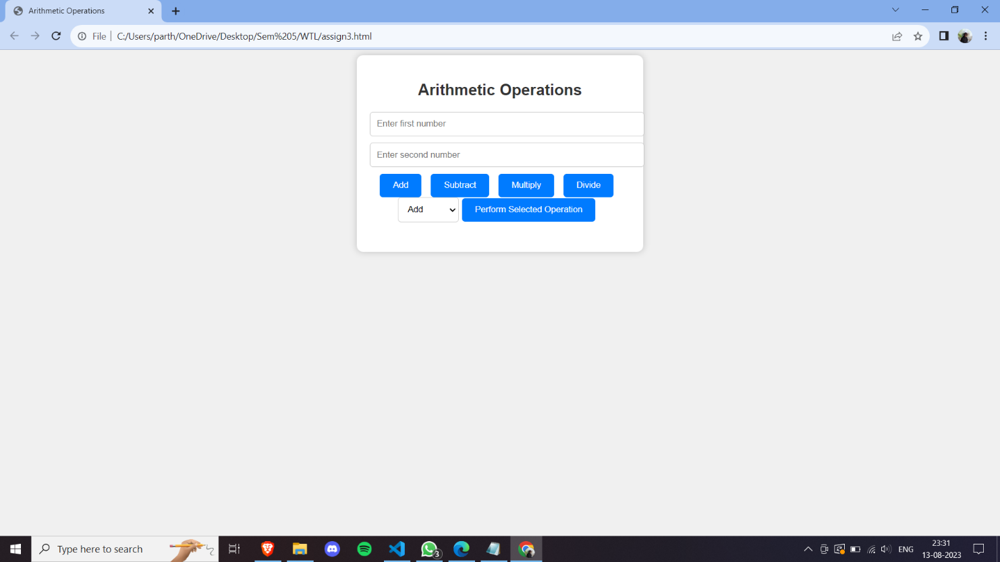 Arithmetic Operations
File | C:/Users/parth/OneDrive/Desktop/Sem%205/WTL/assign3.html
Arithmetic Operations
Enter first number
Enter second number
Add Subtract Multiply Divide
Add Perform Selected Operation
Type here to search
3
ENG
23:31
13-08-2023